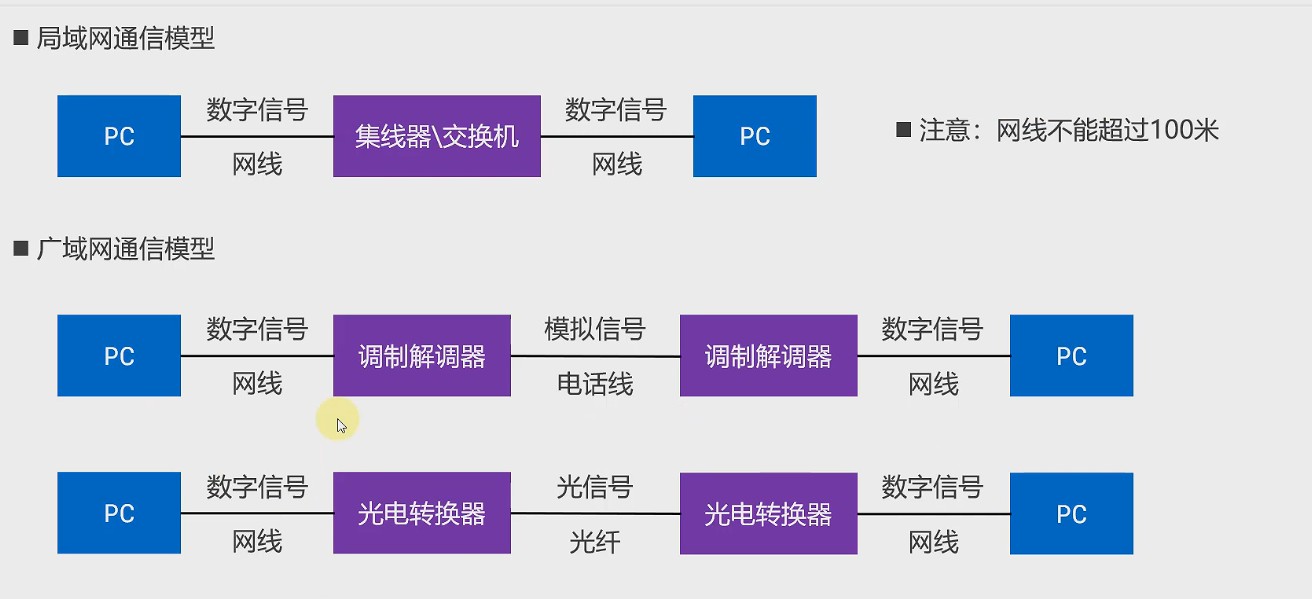 局域网通信模型
数字信号 数字信号
PC 集线器\交换机 PC
网线 网线
注意：网线不能超过100米
广域网通信模型
数字信号 模拟信号 数字信号
PC 调制解调器 调制解调器 PC
网线 电话线 网线
数字信号 光信号 数字信号
PC 光电转换器 光电转换器 PC
网线 光纤 网线